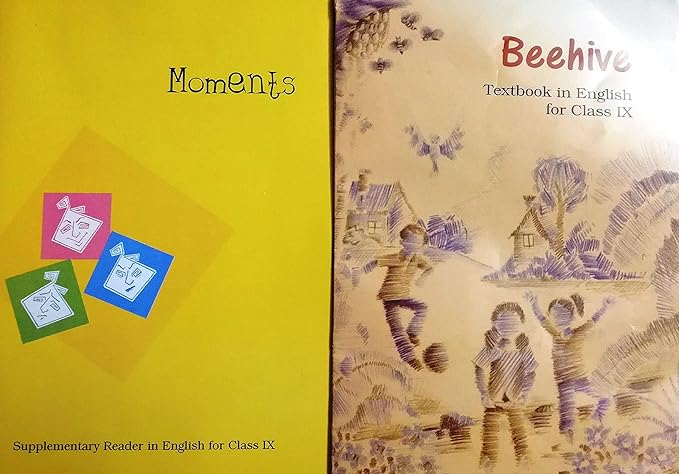 Moments
Supplementary Reader in English for Class IX
Beehive
Textbook in English
for Class IX